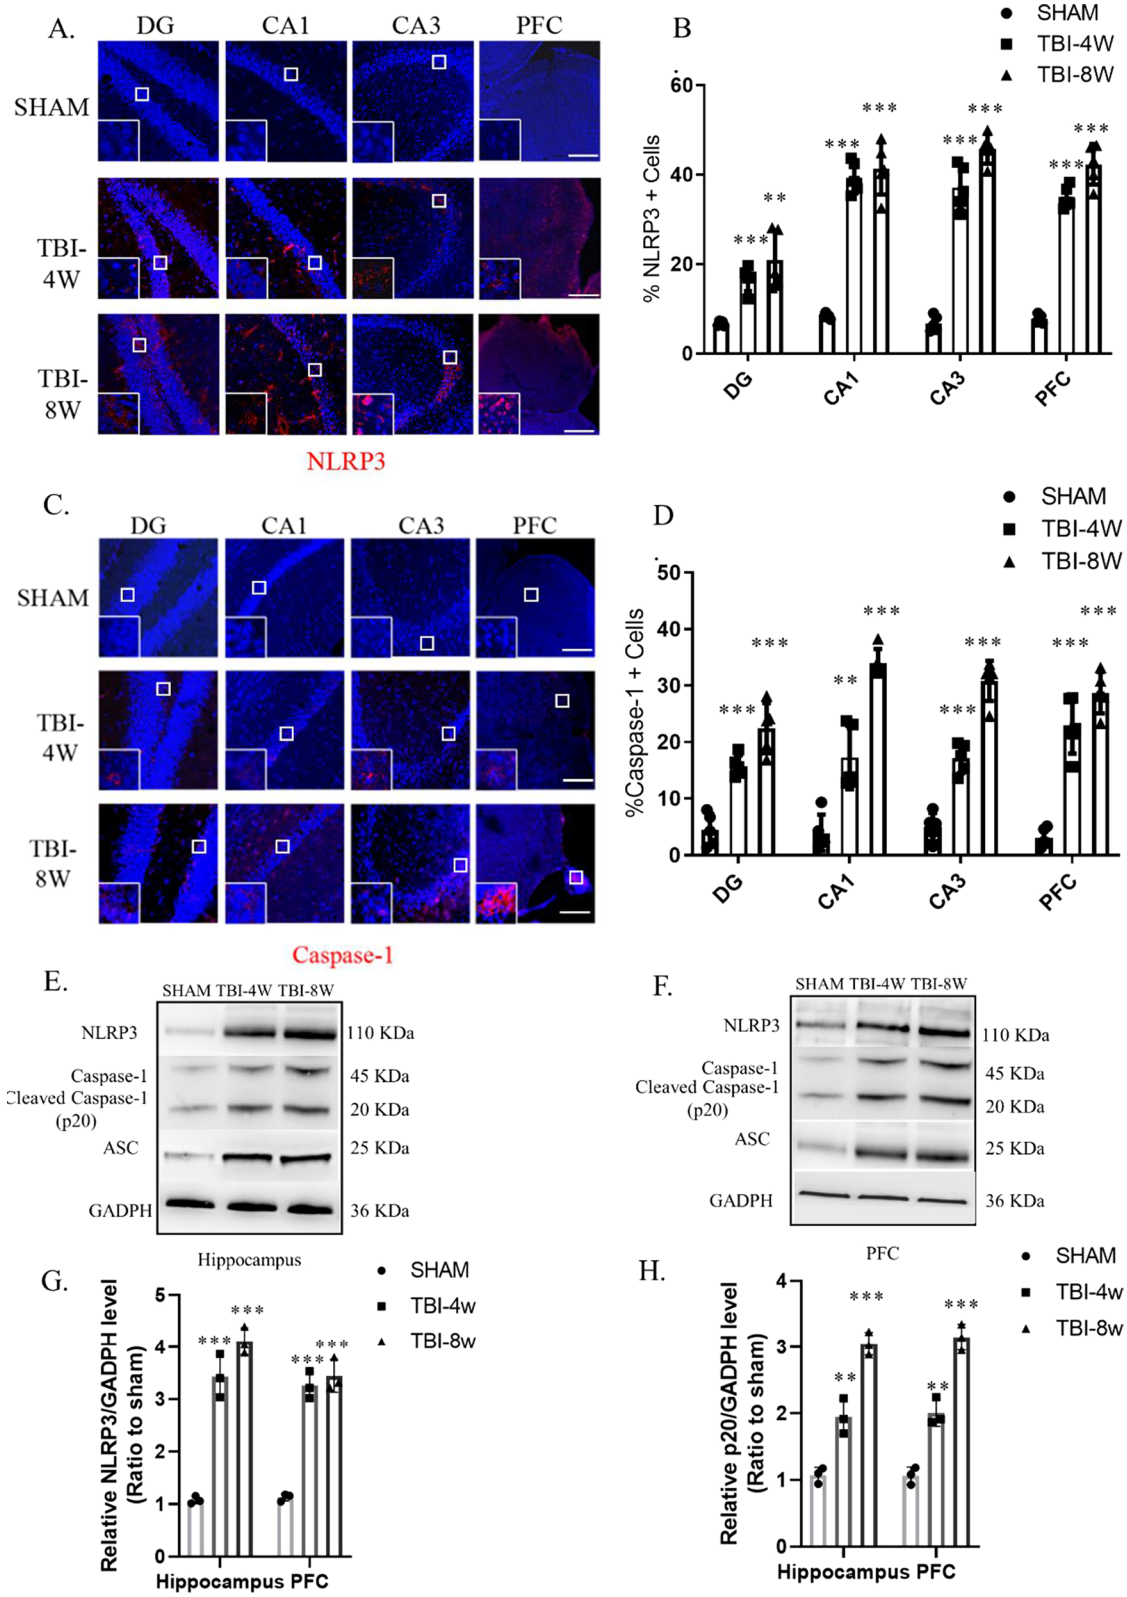 A.
DG CA1 CA3 PFC
SHAM
TBI-
4W
TBI-
8W
NLRP3
B
SHAM
TBI-4W
TBI-8W
% NLRP3 + Cells
60
40
20
0
*** ** *** *** *** *** *** ***
DG CA1 CA3 PFC
C.
DG CA1 CA3 PFC
SHAM
TBI-
4W
TBI-
8W
Caspase-1
D
SHAM
TBI-4W
TBI-8W
%Caspase-1 + Cells
50
40
30
20
10
0
*** *** ** *** *** *** *** ***
DG CA1 CA3 PFC
E.
SHAM TBI-4W TBI-8W
NLRP3 110 KDa
Caspase-1 45 KDa
Cleaved Caspase-1
(p20) 20 KDa
ASC 25 KDa
GADPH 36 KDa
Hippocampus
F.
SHAM TBI-4W TBI-8W
NLRP3 110 KDa
Caspase-1 45 KDa
Cleaved Caspase-1
(p20) 20 KDa
ASC 25 KDa
GADPH 36 KDa
PFC
G.
SHAM
TBI-4w
TBI-8w
Relative NLRP3/GADPH level
(Ratio to sham)
5
4
3
2
1
0
*** *** *** ***
Hippocampus PFC
H.
SHAM
TBI-4w
TBI-8w
Relative p20/GADPH level
(Ratio to sham)
4
3
2
1
0
** *** ** ***
Hippocampus PFC